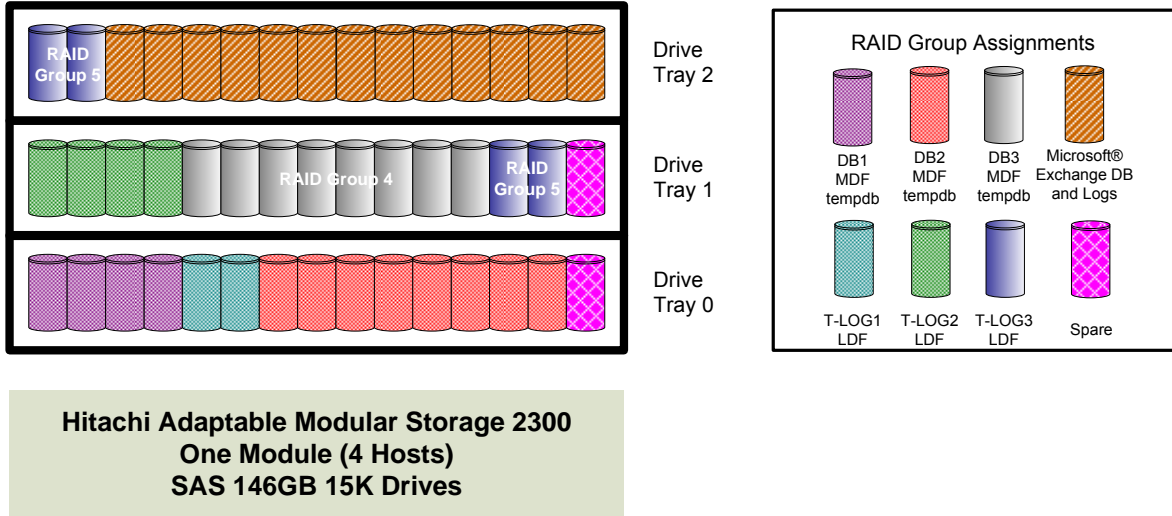 RAID
Group 5
Drive
Tray 2
RAID Group 4
RAID
Group 5
Drive
Tray 1
Drive
Tray 0
RAID Group Assignments
DB1
MDF
tempdb
DB2
MDF
tempdb
DB3
MDF
tempdb
Microsoft®
Exchange DB
and Logs
T-LOG1
LDF
T-LOG2
LDF
T-LOG3
LDF
Spare
Hitachi Adaptable Modular Storage 2300
One Module (4 Hosts)
SAS 146GB 15K Drives